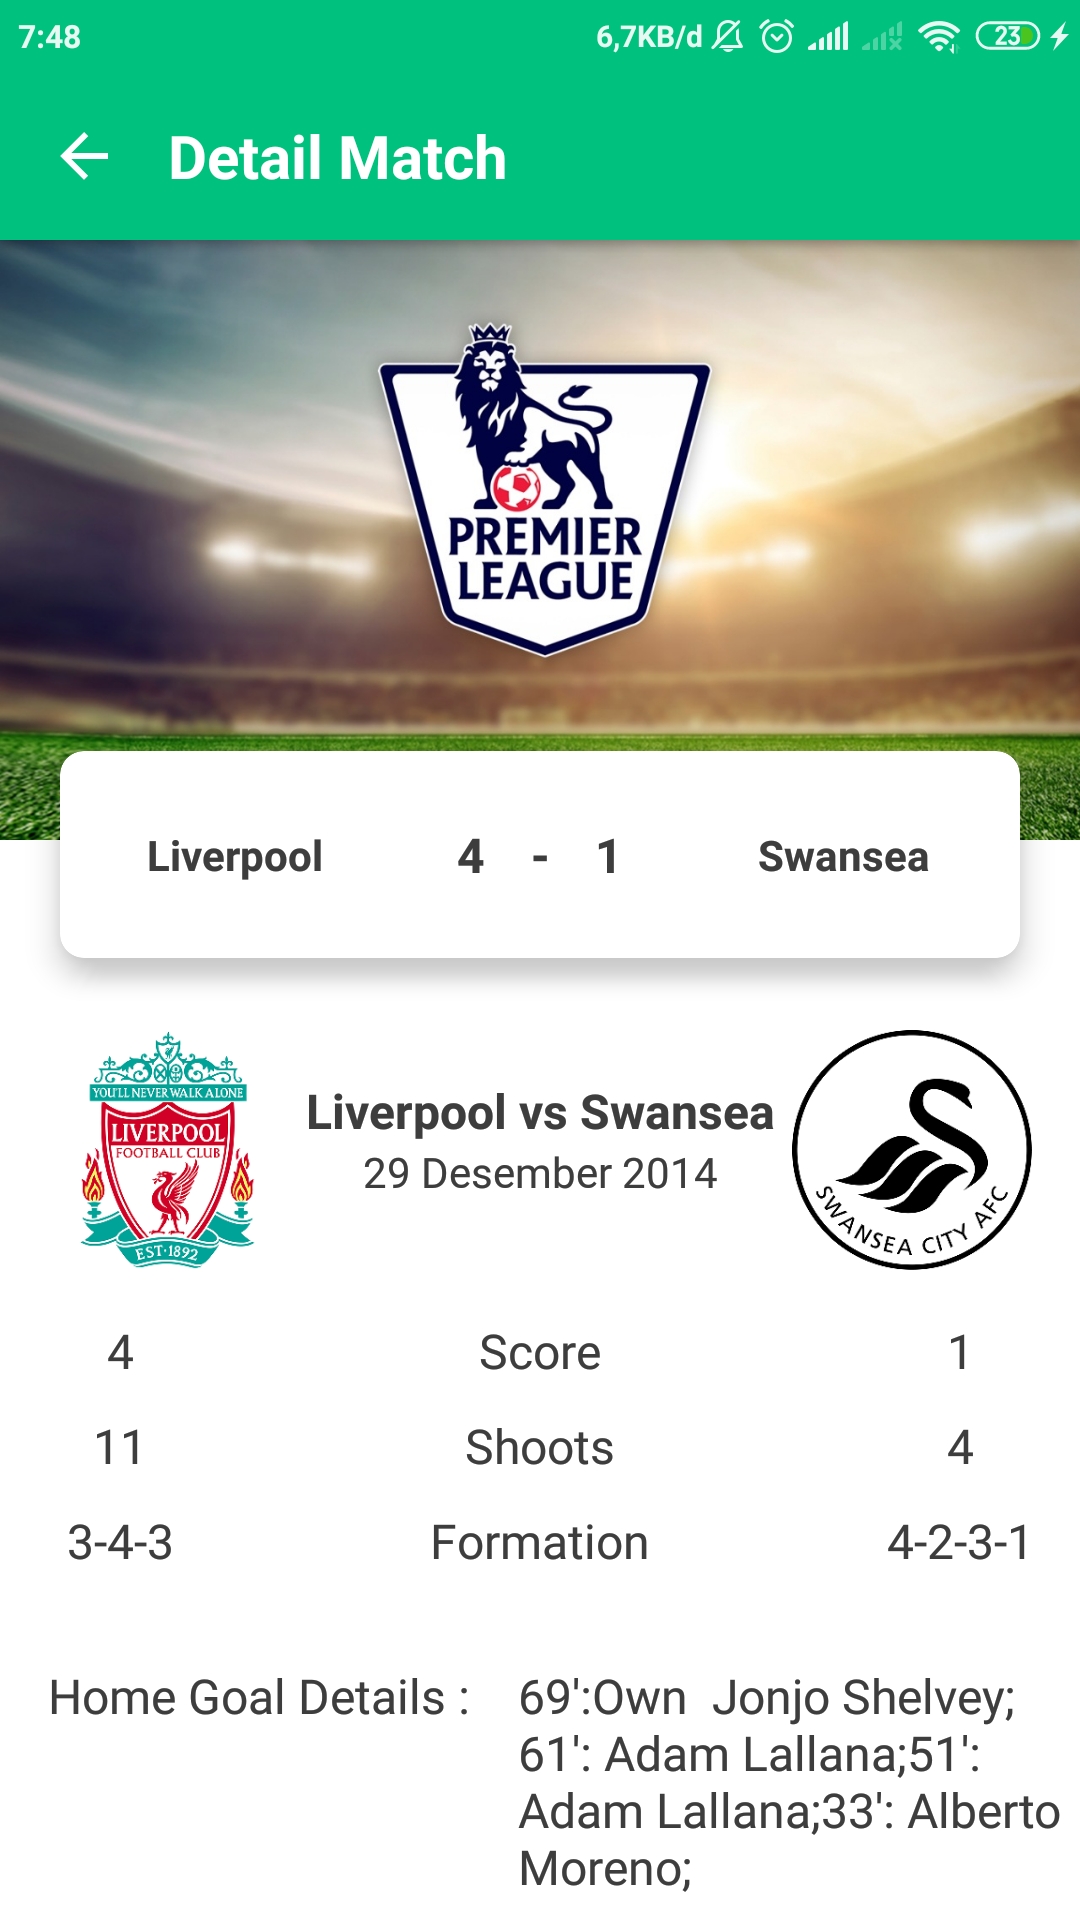 7:48 6,7KB/d 23
Detail Match
PREMIER
LEAGUE
Liverpool 4 - 1 Swansea
YOU'LL NEVER WALK ALONE
LIVERPOOL
FOOTBALL CLUB
EST·1892
Liverpool vs Swansea
29 Desember 2014
SWANSEA CITY AFC
4 Score 1
11 Shoots 4
3-4-3 Formation 4-2-3-1
Home Goal Details : 69':Own  Jonjo Shelvey;
61': Adam Lallana;51':
Adam Lallana;33': Alberto
Moreno;